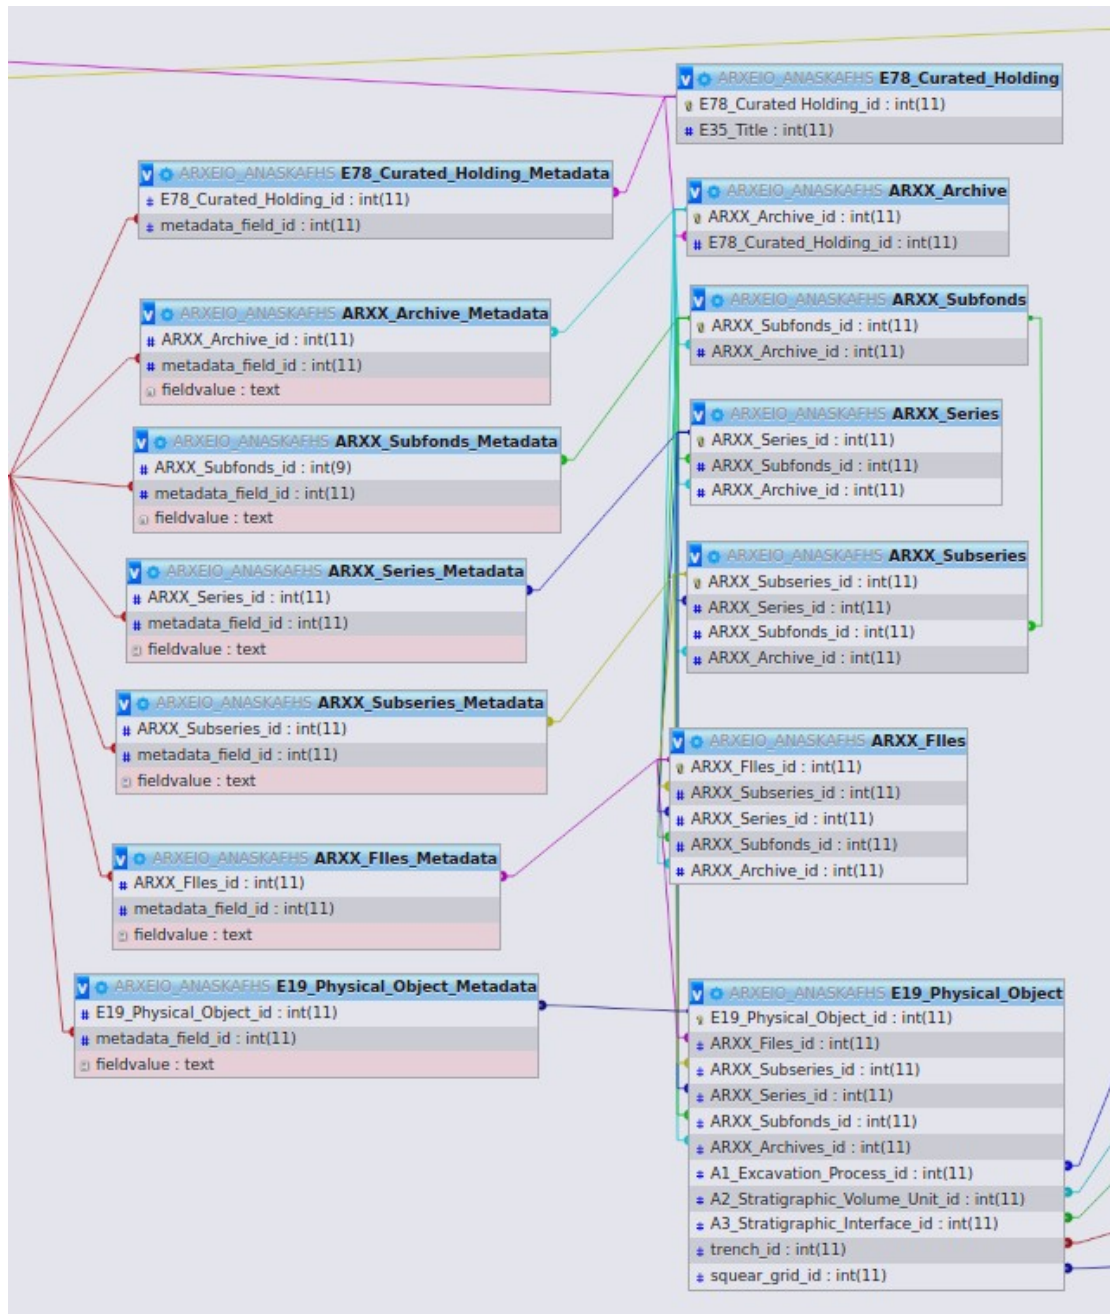 V ARXEIO_ANASKAFHS E78_Curated_Holding
E78_Curated Holding_id : int(11)
# E35_Title : int(11)
V ARXEIO_ANASKAFHS E78_Curated_Holding_Metadata
E78_Curated_Holding_id : int(11)
metadata_field_id : int(11)
V ARXEIO_ANASKAFHS ARXX_Archive
ARXX_Archive_id : int(11)
# E78_Curated_Holding_id : int(11)
V ARXEIO_ANASKAFHS ARXX_Archive_Metadata
# ARXX_Archive_id : int(11)
# metadata_field_id : int(11)
fieldvalue : text
V ARXEIO_ANASKAFHS ARXX_Subfonds
ARXX_Subfonds_id : int(11)
# ARXX_Archive_id : int(11)
V ARXEIO_ANASKAFHS ARXX_Subfonds_Metadata
# ARXX_Subfonds_id : int(9)
# metadata_field_id : int(11)
fieldvalue : text
V ARXEIO_ANASKAFHS ARXX_Series
ARXX_Series_id : int(11)
# ARXX_Subfonds_id : int(11)
# ARXX_Archive_id : int(11)
V ARXEIO_ANASKAFHS ARXX_Series_Metadata
# ARXX_Series_id : int(11)
# metadata_field_id : int(11)
fieldvalue : text
V ARXEIO_ANASKAFHS ARXX_Subseries
ARXX_Subseries_id : int(11)
# ARXX_Series_id : int(11)
# ARXX_Subfonds_id : int(11)
# ARXX_Archive_id : int(11)
V ARXEIO_ANASKAFHS ARXX_Subseries_Metadata
# ARXX_Subseries_id : int(11)
# metadata_field_id : int(11)
fieldvalue : text
V ARXEIO_ANASKAFHS ARXX_FIles
ARXX_FIles_id : int(11)
# ARXX_Subseries_id : int(11)
# ARXX_Series_id : int(11)
# ARXX_Subfonds_id : int(11)
# ARXX_Archive_id : int(11)
V ARXEIO_ANASKAFHS ARXX_FIles_Metadata
# ARXX_FIles_id : int(11)
# metadata_field_id : int(11)
fieldvalue : text
V ARXEIO_ANASKAFHS E19_Physical_Object_Metadata
# E19_Physical_Object_id : int(11)
# metadata_field_id : int(11)
fieldvalue : text
V ARXEIO_ANASKAFHS E19_Physical_Object
E19_Physical_Object_id : int(11)
ARXX_Files_id : int(11)
ARXX_Subseries_id : int(11)
ARXX_Series_id : int(11)
ARXX_Subfonds_id : int(11)
ARXX_Archives_id : int(11)
A1_Excavation_Process_id : int(11)
A2_Stratigraphic_Volume_Unit_id : int(11)
A3_Stratigraphic_Interface_id : int(11)
trench_id : int(11)
squear_grid_id : int(11)